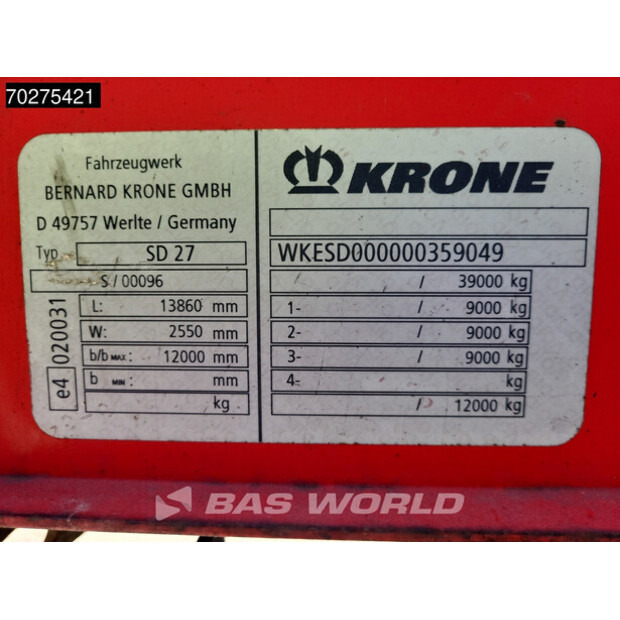 70275421
Fahrzeugwerk
BERNARD KRONE GMBH
D 49757 Werlte / Germany
Typ SD 27
S / 00096
L: 13860 mm
W: 2550 mm
b/b MAX: 12000 mm
b MIN: mm
kg
e4 020031
KRONE
WKESD000000359049
/ 39000 kg
1- / 9000 kg
2- / 9000 kg
3- / 9000 kg
4- kg
/ 12000 kg
BAS WORLD